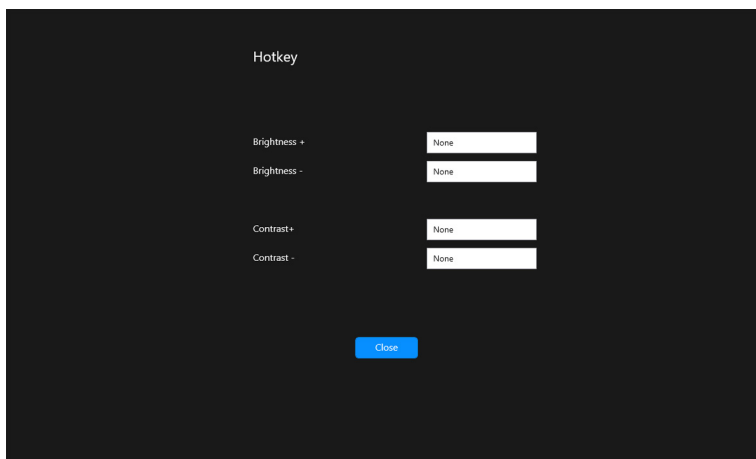 Hotkey
Brightness + None
Brightness - None
Contrast+ None
Contrast - None
Close